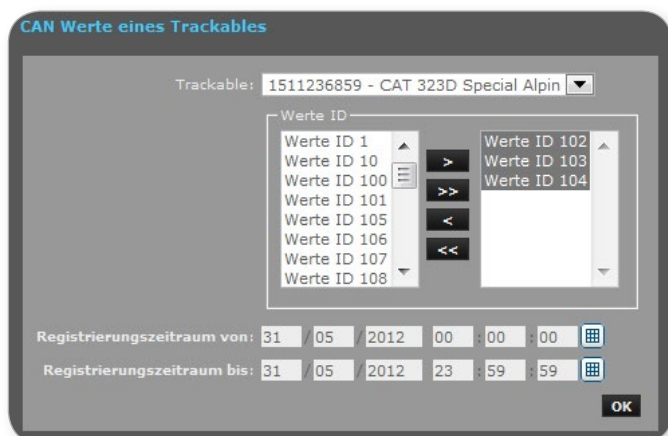 CAN Werte eines Trackables
Trackable: 1511236859 - CAT 323D Special Alpin
Werte ID
Werte ID 1
Werte ID 10
Werte ID 100
Werte ID 101
Werte ID 105
Werte ID 106
Werte ID 107
Werte ID 108
>
>>
<
<<
Werte ID 102
Werte ID 103
Werte ID 104
Registrierungszeitraum von: 31 / 05 / 2012 00 : 00 : 00
Registrierungszeitraum bis: 31 / 05 / 2012 23 : 59 : 59
OK